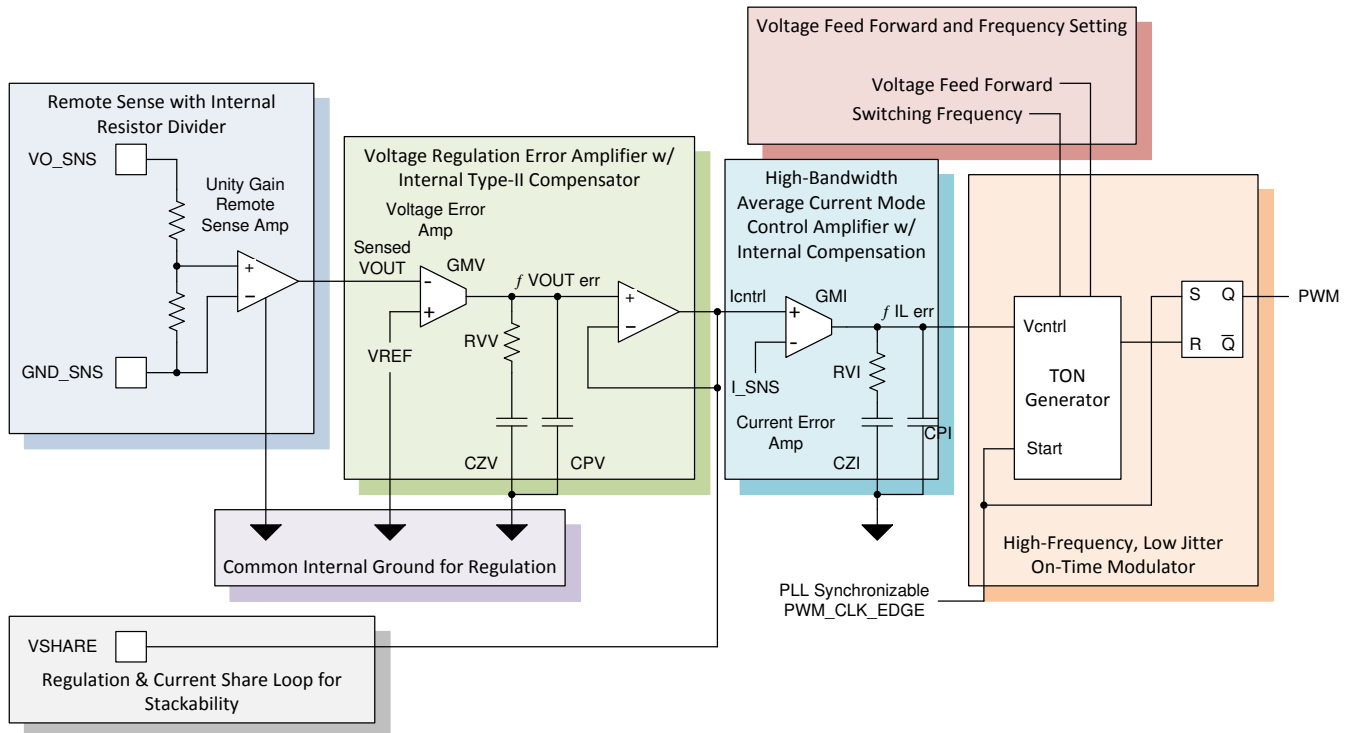 Voltage Feed Forward and Frequency Setting
Voltage Feed Forward
Switching Frequency
Remote Sense with Internal
Resistor Divider
VO_SNS
Unity Gain
Remote
Sense Amp
+
−
GND_SNS
Voltage Regulation Error Amplifier w/
Internal Type-II Compensator
Voltage Error
Amp
Sensed
VOUT
GMV
-
+
ƒ VOUT err
RVV
VREF
CZV
CPV
+
−
High-Bandwidth
Average Current Mode
Control Amplifier w/
Internal Compensation
Icntrl
GMI
+
-
ƒ IL err
RVI
I_SNS
Current Error
Amp
CPI
CZI
Vcntrl
TON
Generator
Start
S Q
R Q̅
PWM
High-Frequency, Low Jitter
On-Time Modulator
PLL Synchronizable
PWM_CLK_EDGE
Common Internal Ground for Regulation
VSHARE
Regulation & Current Share Loop for
Stackability